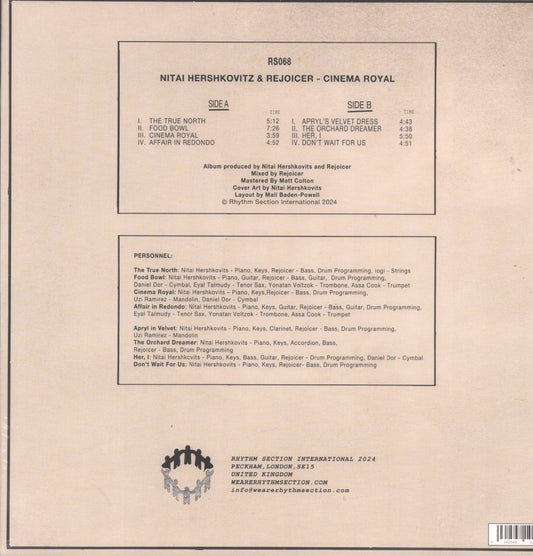 RS068
NITAI HERSHKOVITZ & REJOICER - CINEMA ROYAL
SIDE A
TIME
I. THE TRUE NORTH 5:12
II. FOOD BOWL 7:26
III. CINEMA ROYAL 3:59
IV. AFFAIR IN REDONDO 4:52
SIDE B
TIME
I. APRYL'S VELVET DRESS 4:43
II. THE ORCHARD DREAMER 4:38
III. HER, I 5:50
IV. DON'T WAIT FOR US 4:51
Album produced by Nitai Hershkovits and Rejoicer
Mixed by Rejoicer
Mastered By Matt Colton
Cover Art by Nitai Hershkovits
Layout by Mali Baden-Powell
© Rhythm Section International 2024
PERSONNEL:
The True North: Nitai Hershkovits - Piano, Keys, Rejoicer - Bass, Drum Programming, iogi - Strings
Food Bowl: Nitai Hershkovits - Piano, Guitar, Rejoicer - Bass, Guitar, Drum Programming,
Daniel Dor - Cymbal, Eyal Talmudy - Tenor Sax, Yonatan Voltzok - Trombone, Assa Cook - Trumpet
Cinema Royal: Nitai Hershkovits - Piano, Keys,Rejoicer - Bass, Drum Programming,
Uzi Ramirez - Mandolin, Daniel Dor - Cymbal
Affair in Redondo: Nitai Hershkovits - Piano, Keys, Guitar, Rejoicer - Bass, Guitar, Drum Programming,
Eyal Talmudy - Tenor Sax, Yonatan Voltzok - Trombone, Assa Cook - Trumpet
Apryl in Velvet: Nitai Hershkovits - Piano, Keys, Clarinet, Rejoicer - Bass, Drum Programming,
Uzi Ramirez - Mandolin
The Orchard Dreamer: Nitai Hershkovits - Piano, Keys, Accordion, Bass,
Rejoicer - Bass, Drum Programming
Her, I: Nitai Hershkovits - Piano, Keys, Bass, Guitar, Rejoicer - Drum Programming, Daniel Dor - Cymbal
Don't Wait For Us: Nitai Hershkovits - Piano, Keys, Rejoicer- Bass, Drum Programming
RHYTHM SECTION INTERNATIONAL 2024
PECKHAM,LONDON,SE15
UNITED KINGDOM
WEARERHYTHMSECTION.COM
info@wearerhythmsection.com